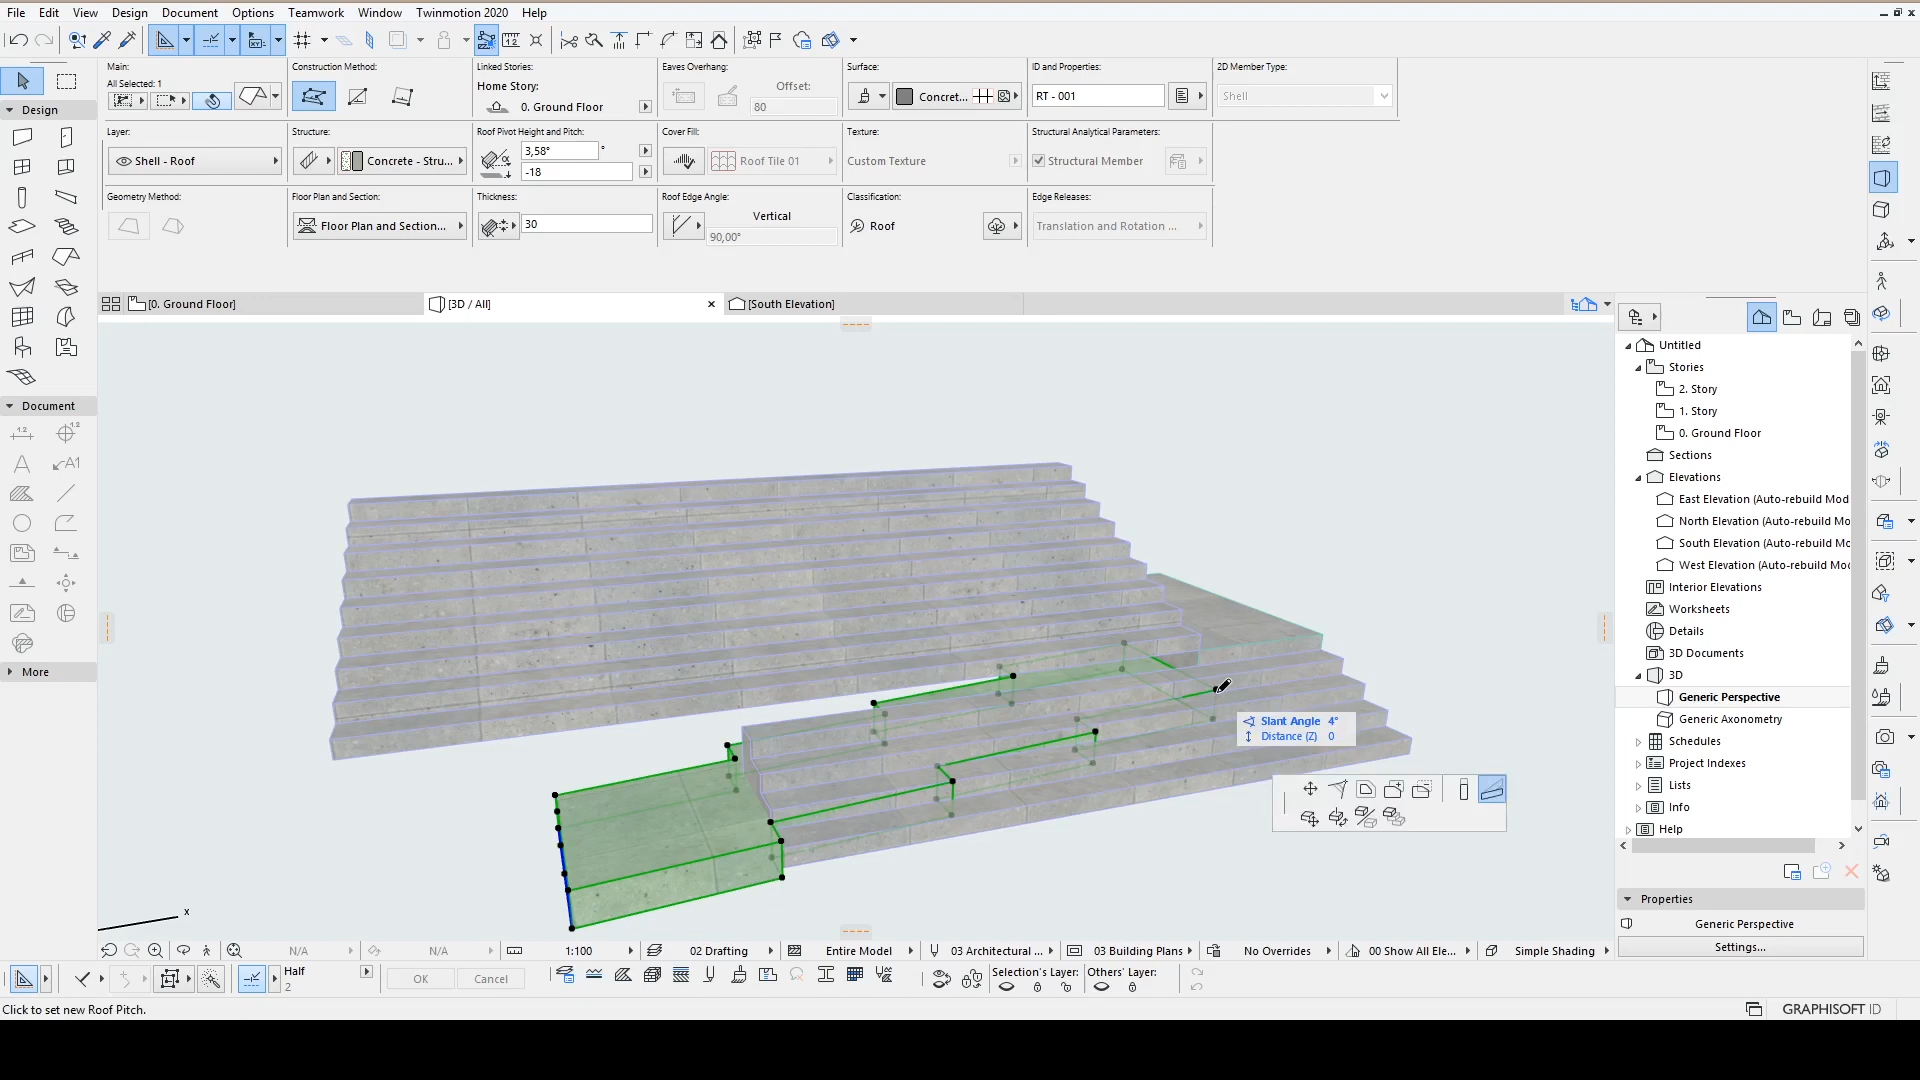 File Edit View Design Document Options Teamwork Window Twinmotion 2020 Help
Main:
All Selected: 1
Construction Method:
Linked Stories:
Home Story:
0. Ground Floor
Eaves Overhang:
Offset:
80
Surface:
Concret...
ID and Properties:
RT - 001
2D Member Type:
Shell
Layer:
Shell - Roof
Structure:
Concrete - Stru...
Roof Pivot Height and Pitch:
3,58° °
-18
Cover Fill:
Roof Tile 01
Texture:
Custom Texture
Structural Analytical Parameters:
Structural Member
Geometry Method:
Floor Plan and Section:
Floor Plan and Section...
Thickness:
30
Roof Edge Angle:
Vertical
90,00°
Classification:
Roof
Edge Releases:
Translation and Rotation ...
Design
Document
1.2
1.2
A
A1
More
[0. Ground Floor]
[3D / All]
[South Elevation]
Slant Angle 4°
Distance (Z) 0
x
Untitled
Stories
2. Story
1. Story
0. Ground Floor
Sections
Elevations
East Elevation (Auto-rebuild Mod
North Elevation (Auto-rebuild Mo
South Elevation (Auto-rebuild Mc
West Elevation (Auto-rebuild Moc
Interior Elevations
Worksheets
Details
3D Documents
3D
Generic Perspective
Generic Axonometry
Schedules
Project Indexes
Lists
Info
Help
Properties
Generic Perspective
Settings...
N/A N/A 1:100 02 Drafting Entire Model 03 Architectural ... 03 Building Plans No Overrides 00 Show All Ele... Simple Shading
Half
2
OK Cancel
Selection's Layer: Others' Layer:
Click to set new Roof Pitch.
GRAPHISOFT ID